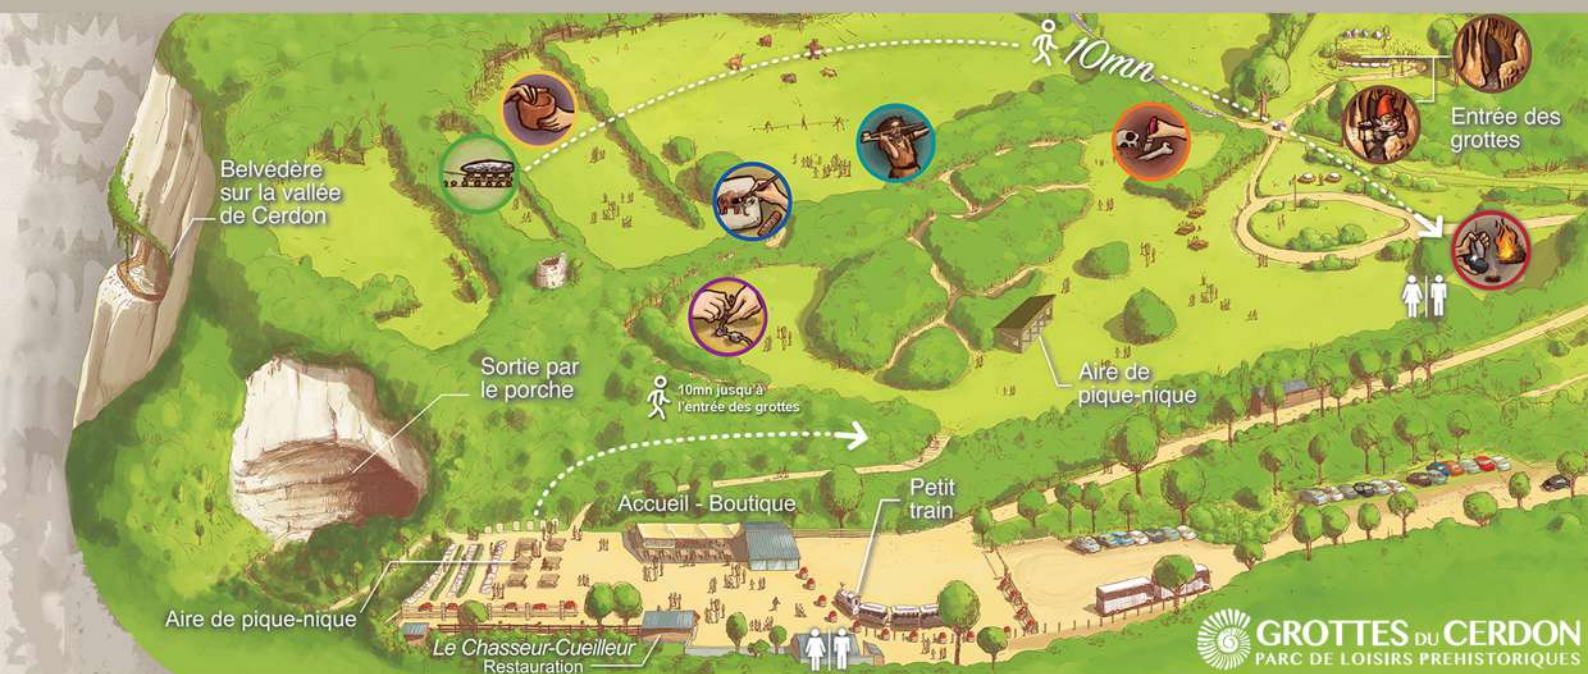 10mn
Entrée des
grottes
Belvédère
sur la vallée
de Cerdon
Sortie par
le porche
10mn jusqu'à
l'entrée des grottes
Aire de
pique-nique
Accueil - Boutique
Petit
train
Aire de pique-nique
Le Chasseur-Cueilleur
Restauration
GROTTES DU CERDON
PARC DE LOISIRS PREHISTORIQUES